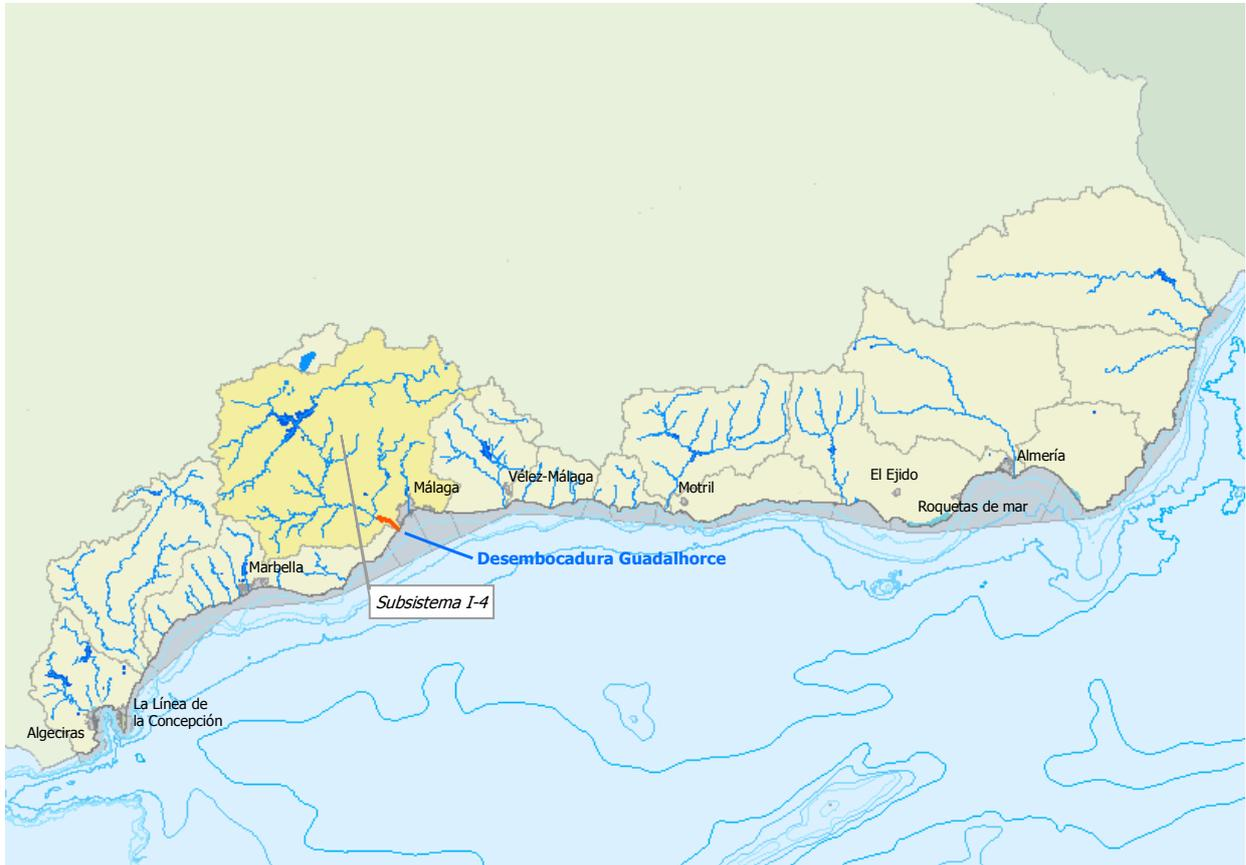 Almería
El Ejido
Vélez-Málaga
Málaga
Motril
Roquetas de mar
Desembocadura Guadalhorce
Marbella
Subsistema I-4
La Línea de
la Concepción
Algeciras